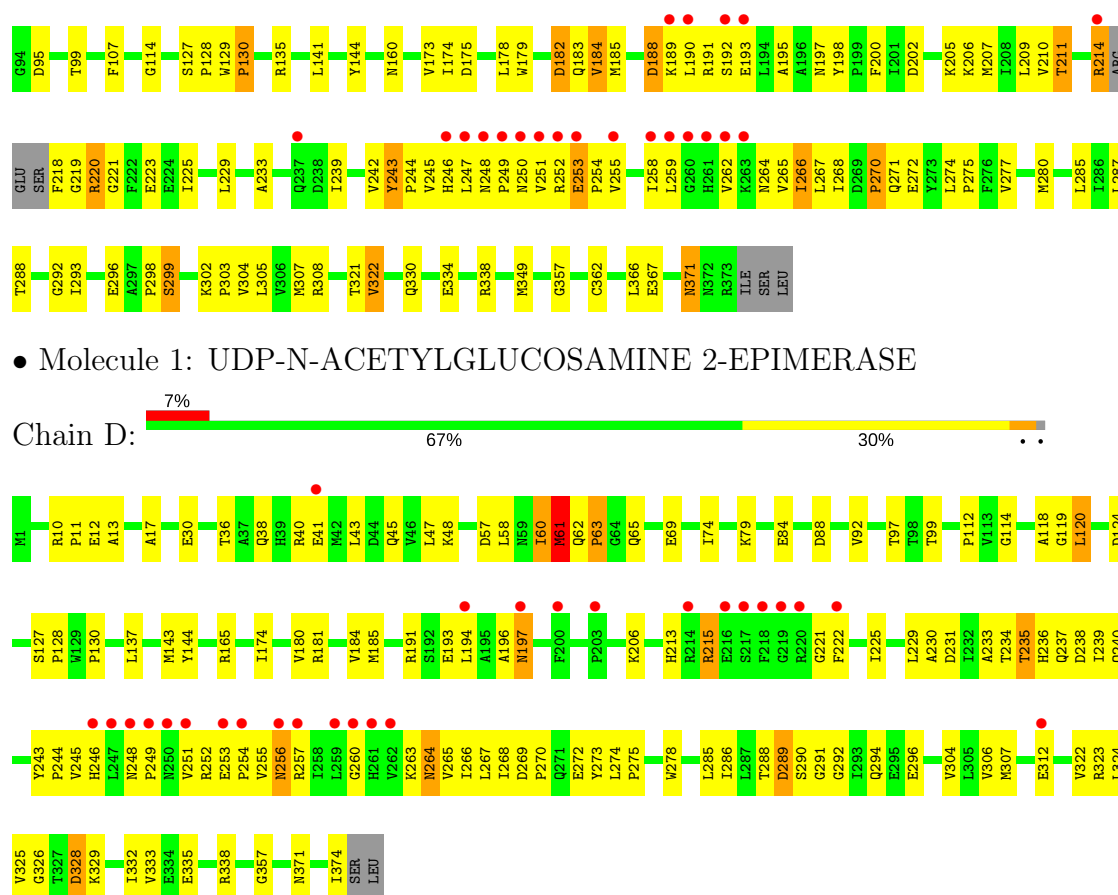 G94 D95 T99 F107 G114 S127 P128 W129 P130 R135 L141 Y144 N160 V173 I174 D175 L178 W179 D182 Q183 V184 M185 D188 K189 L190 R191 S192 E193 L194 A195 A196 N197 Y198 P199 F200 I201 D202 K205 K206 M207 I208 L209 V210 T211 R214 ARG
GLU SER F218 G219 R220 G221 F222 E223 E224 I225 L229 A233 Q237 D238 I239 V242 Y243 P244 V245 H246 L247 N248 P249 N250 V251 R252 E253 P254 V255 I258 L259 G260 H261 V262 K263 N264 V265 I266 L267 I268 D269 P270 Q271 E272 Y273 L274 P275 F276 V277 M280 L285 I286 L287
T288 G292 I293 E296 A297 P298 S299 K302 P303 V304 L305 V306 M307 R308 T321 V322 Q330 E334 R338 M349 G357 C362 L366 E367 N371 N372 R373 ILE SER LEU
• Molecule 1: UDP-N-ACETYLGLUCOSAMINE 2-EPIMERASE
7%
Chain D:
67% 30% • •
M1 R10 P11 E12 A13 A17 E30 T36 A37 Q38 H39 R40 E41 M42 L43 D44 Q45 V46 L47 K48 D57 L58 N59 I60 M61 Q62 P63 G64 Q65 E69 I74 K79 E84 D88 V92 T97 T98 T99 P112 V113 G114 A118 G119 L120 D124
S127 P128 W129 P130 L137 M143 Y144 R165 I174 V180 R181 V184 M185 R191 S192 E193 L194 A195 A196 N197 F200 P203 K206 H213 R214 R215 E216 S217 F218 G219 R220 G221 F222 I225 L229 A230 D231 I232 A233 T234 T235 H236 Q237 D238 I239 Q240
Y243 P244 V245 H246 L247 N248 P249 N250 V251 R252 E253 P254 V255 N256 R257 I258 L259 G260 H261 V262 K263 N264 V265 I266 L267 I268 D269 P270 Q271 E272 Y273 L274 P275 W278 L285 I286 L287 T288 D289 S290 G291 G292 I293 Q294 E295 E296 V304 L305 V306 M307 E312 V322 R323 L324
V325 G326 T327 D328 K329 I332 V333 E334 E335 R338 G357 N371 I374 SER LEU